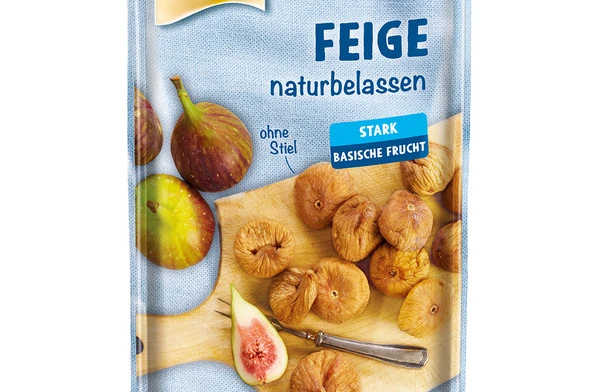 FEIGE
naturbelassen
ohne
Stiel
STARK
BASISCHE FRUCHT